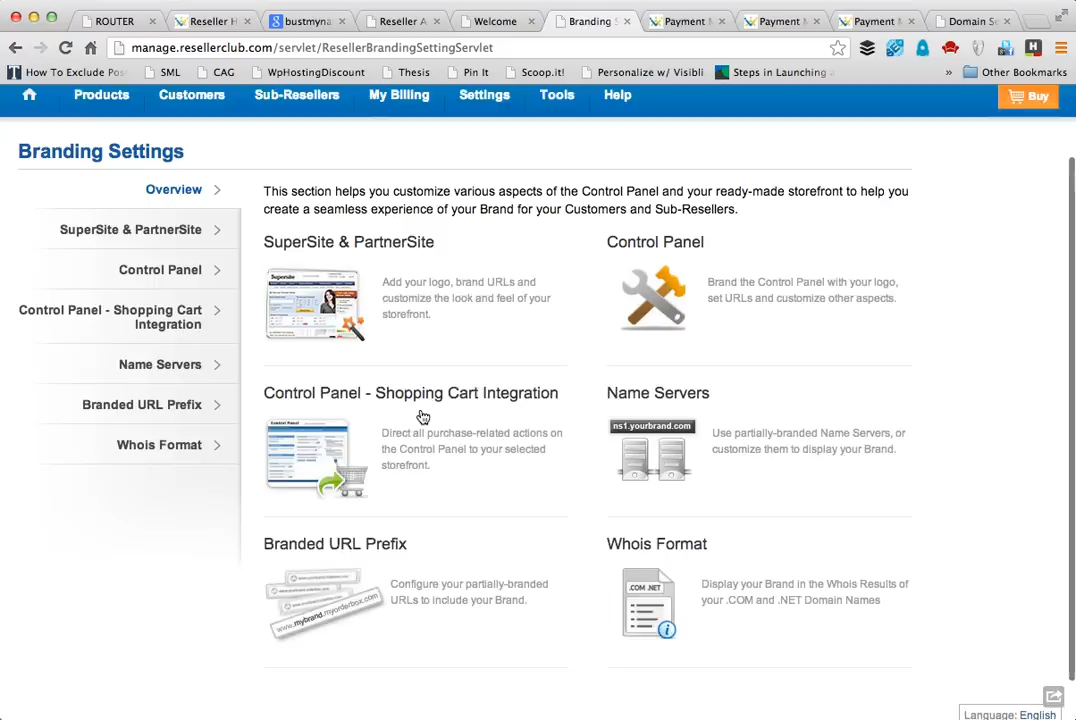 ROUTER
Reseller H
bustmyna
Reseller A
Welcome
Branding S
Payment M
Payment M
Payment M
Domain Se
manage.resellerclub.com/servlet/ResellerBrandingSettingServlet
How To Exclude Pos
SML
CAG
WpHostingDiscount
Thesis
Pin It
Scoop.it!
Personalize w/ Visibli
Steps in Launching a
»
Other Bookmarks
Products
Customers
Sub-Resellers
My Billing
Settings
Tools
Help
Buy
Branding Settings
Overview
SuperSite & PartnerSite
Control Panel
Control Panel - Shopping Cart
Integration
Name Servers
Branded URL Prefix
Whois Format
This section helps you customize various aspects of the Control Panel and your ready-made storefront to help you
create a seamless experience of your Brand for your Customers and Sub-Resellers.
SuperSite & PartnerSite
Supersite
Add your logo, brand URLs and
customize the look and feel of your
storefront.
Control Panel
Brand the Control Panel with your logo,
set URLs and customize other aspects.
Control Panel - Shopping Cart Integration
Control Panel
Direct all purchase-related actions on
the Control Panel to your selected
storefront.
Name Servers
ns1.yourbrand.com
Use partially-branded Name Servers, or
customize them to display your Brand.
Branded URL Prefix
www.mybrand.myorderbox.com
Configure your partially-branded
URLs to include your Brand.
Whois Format
.COM .NET
Display your Brand in the Whois Results of
your .COM and .NET Domain Names
Language: English